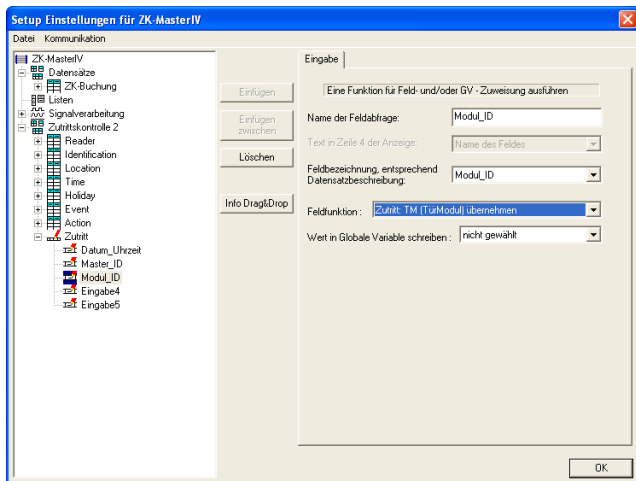 Setup Einstellungen für ZK-MasterIV
Datei Kommunikation
ZK-MasterIV
Datensätze
ZK-Buchung
Listen
Signalverarbeitung
Zutrittskontrolle 2
Reader
Identification
Location
Time
Holiday
Event
Action
Zutritt
Datum_Uhrzeit
Master_ID
Modul_ID
Eingabe4
Eingabe5
Einfügen
Einfügen
zwischen
Löschen
Info Drag&Drop
Eingabe
Eine Funktion für Feld- und/oder GV - Zuweisung ausführen
Name der Feldabfrage: Modul_ID
Text in Zeile 4 der Anzeige: Name des Feldes
Feldbezeichnung, entsprechend
Datensatzbeschreibung: Modul_ID
Feldfunktion : Zutritt: TM (TürModul) übernehmen
Wert in Globale Variable schreiben : nicht gewählt
OK